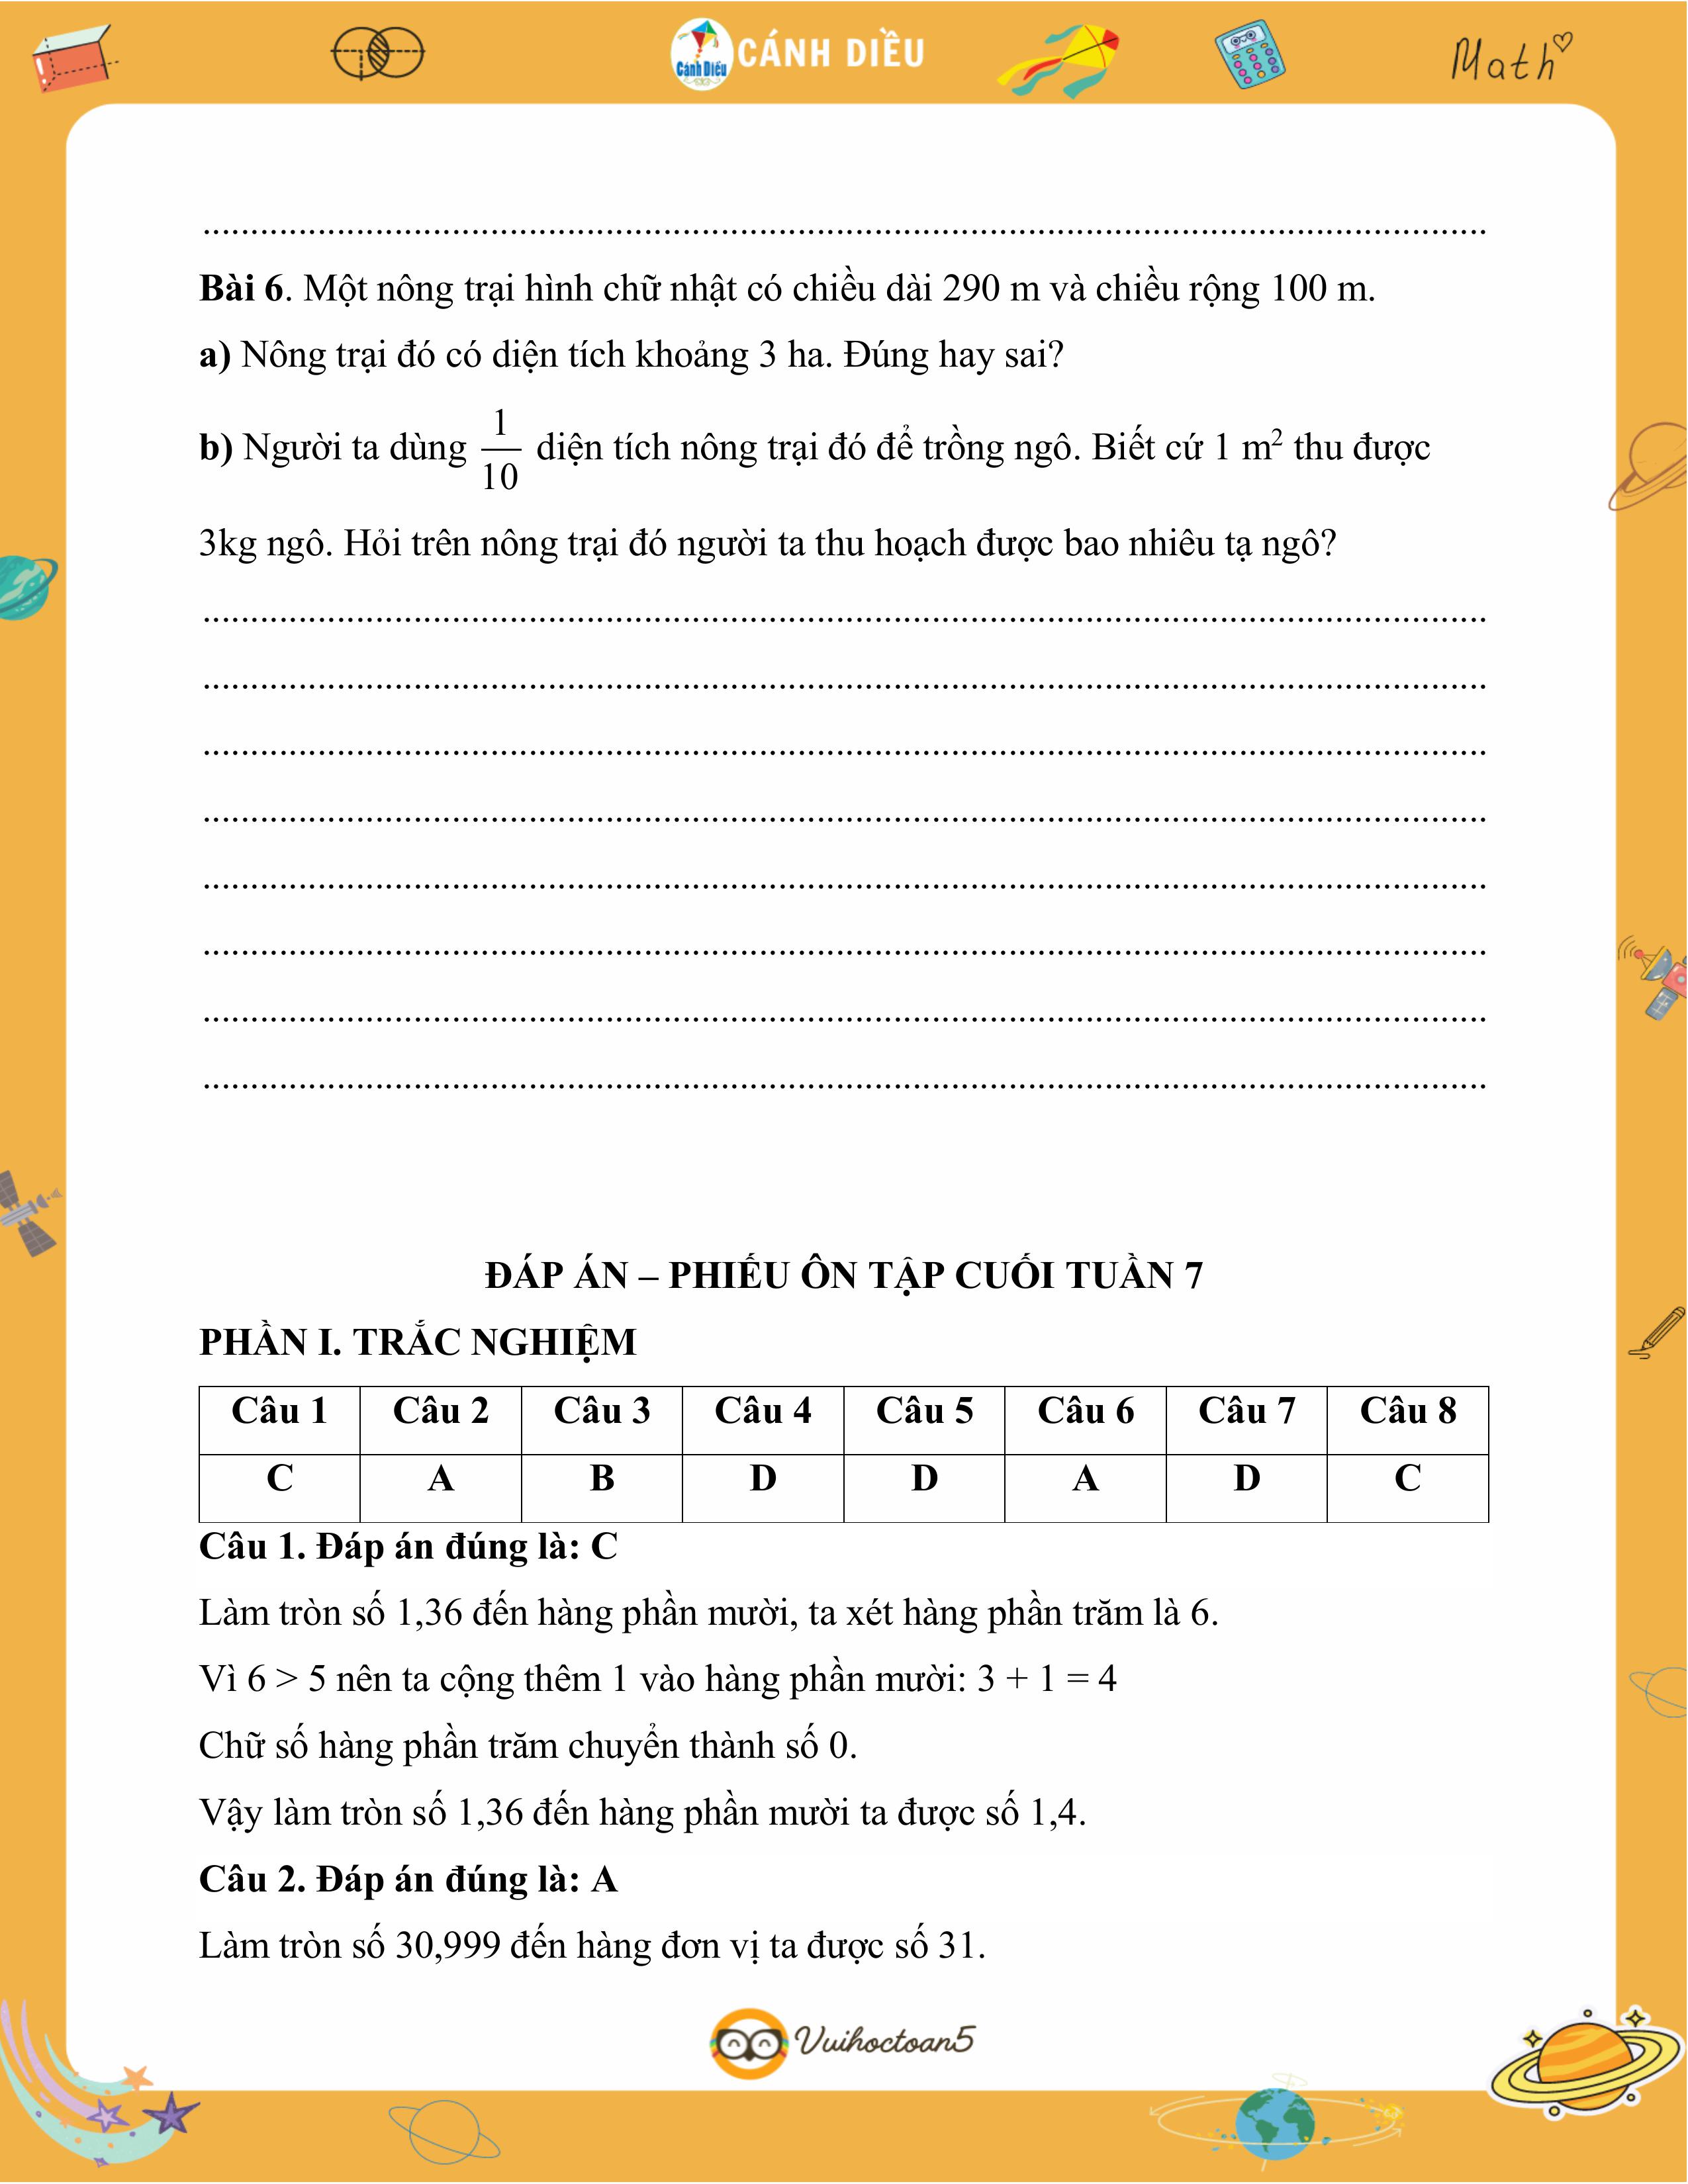 Cánh Diều CÁNH DIỀU Math
................................................................................
Bài 6. Một nông trại hình chữ nhật có chiều dài 290 m và chiều rộng 100 m.
a) Nông trại đó có diện tích khoảng 3 ha. Đúng hay sai?
b) Người ta dùng 1/10 diện tích nông trại đó để trồng ngô. Biết cứ 1 m² thu được
3kg ngô. Hỏi trên nông trại đó người ta thu hoạch được bao nhiêu tạ ngô?
................................................................................
................................................................................
................................................................................
................................................................................
................................................................................
................................................................................
................................................................................
................................................................................
ĐÁP ÁN – PHIẾU ÔN TẬP CUỐI TUẦN 7
PHẦN I. TRẮC NGHIỆM
Câu 1 Câu 2 Câu 3 Câu 4 Câu 5 Câu 6 Câu 7 Câu 8
C A B D D A D C
Câu 1. Đáp án đúng là: C
Làm tròn số 1,36 đến hàng phần mười, ta xét hàng phần trăm là 6.
Vì 6 > 5 nên ta cộng thêm 1 vào hàng phần mười: 3 + 1 = 4
Chữ số hàng phần trăm chuyển thành số 0.
Vậy làm tròn số 1,36 đến hàng phần mười ta được số 1,4.
Câu 2. Đáp án đúng là: A
Làm tròn số 30,999 đến hàng đơn vị ta được số 31.
Vuihoctoan5